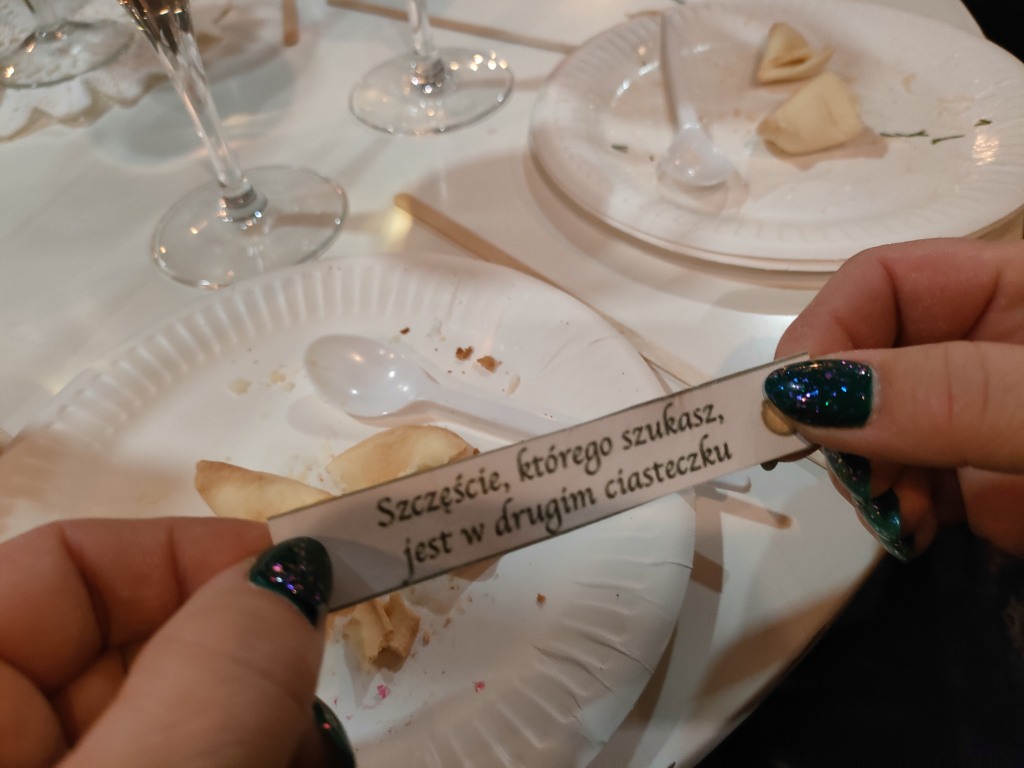 Szczęście, którego szukasz,
jest w drugim ciasteczku